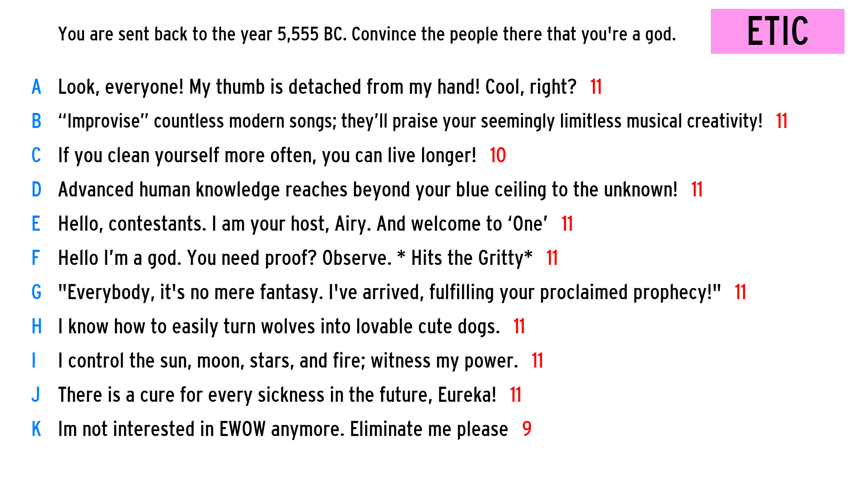 You are sent back to the year 5,555 BC. Convince the people there that you're a god.
ETIC
A Look, everyone! My thumb is detached from my hand! Cool, right? 11
B “Improvise” countless modern songs; they’ll praise your seemingly limitless musical creativity! 11
C If you clean yourself more often, you can live longer! 10
D Advanced human knowledge reaches beyond your blue ceiling to the unknown! 11
E Hello, contestants. I am your host, Airy. And welcome to ‘One’ 11
F Hello I’m a god. You need proof? Observe. * Hits the Gritty* 11
G "Everybody, it's no mere fantasy. I've arrived, fulfilling your proclaimed prophecy!" 11
H I know how to easily turn wolves into lovable cute dogs. 11
I I control the sun, moon, stars, and fire; witness my power. 11
J There is a cure for every sickness in the future, Eureka! 11
K Im not interested in EWOW anymore. Eliminate me please 9